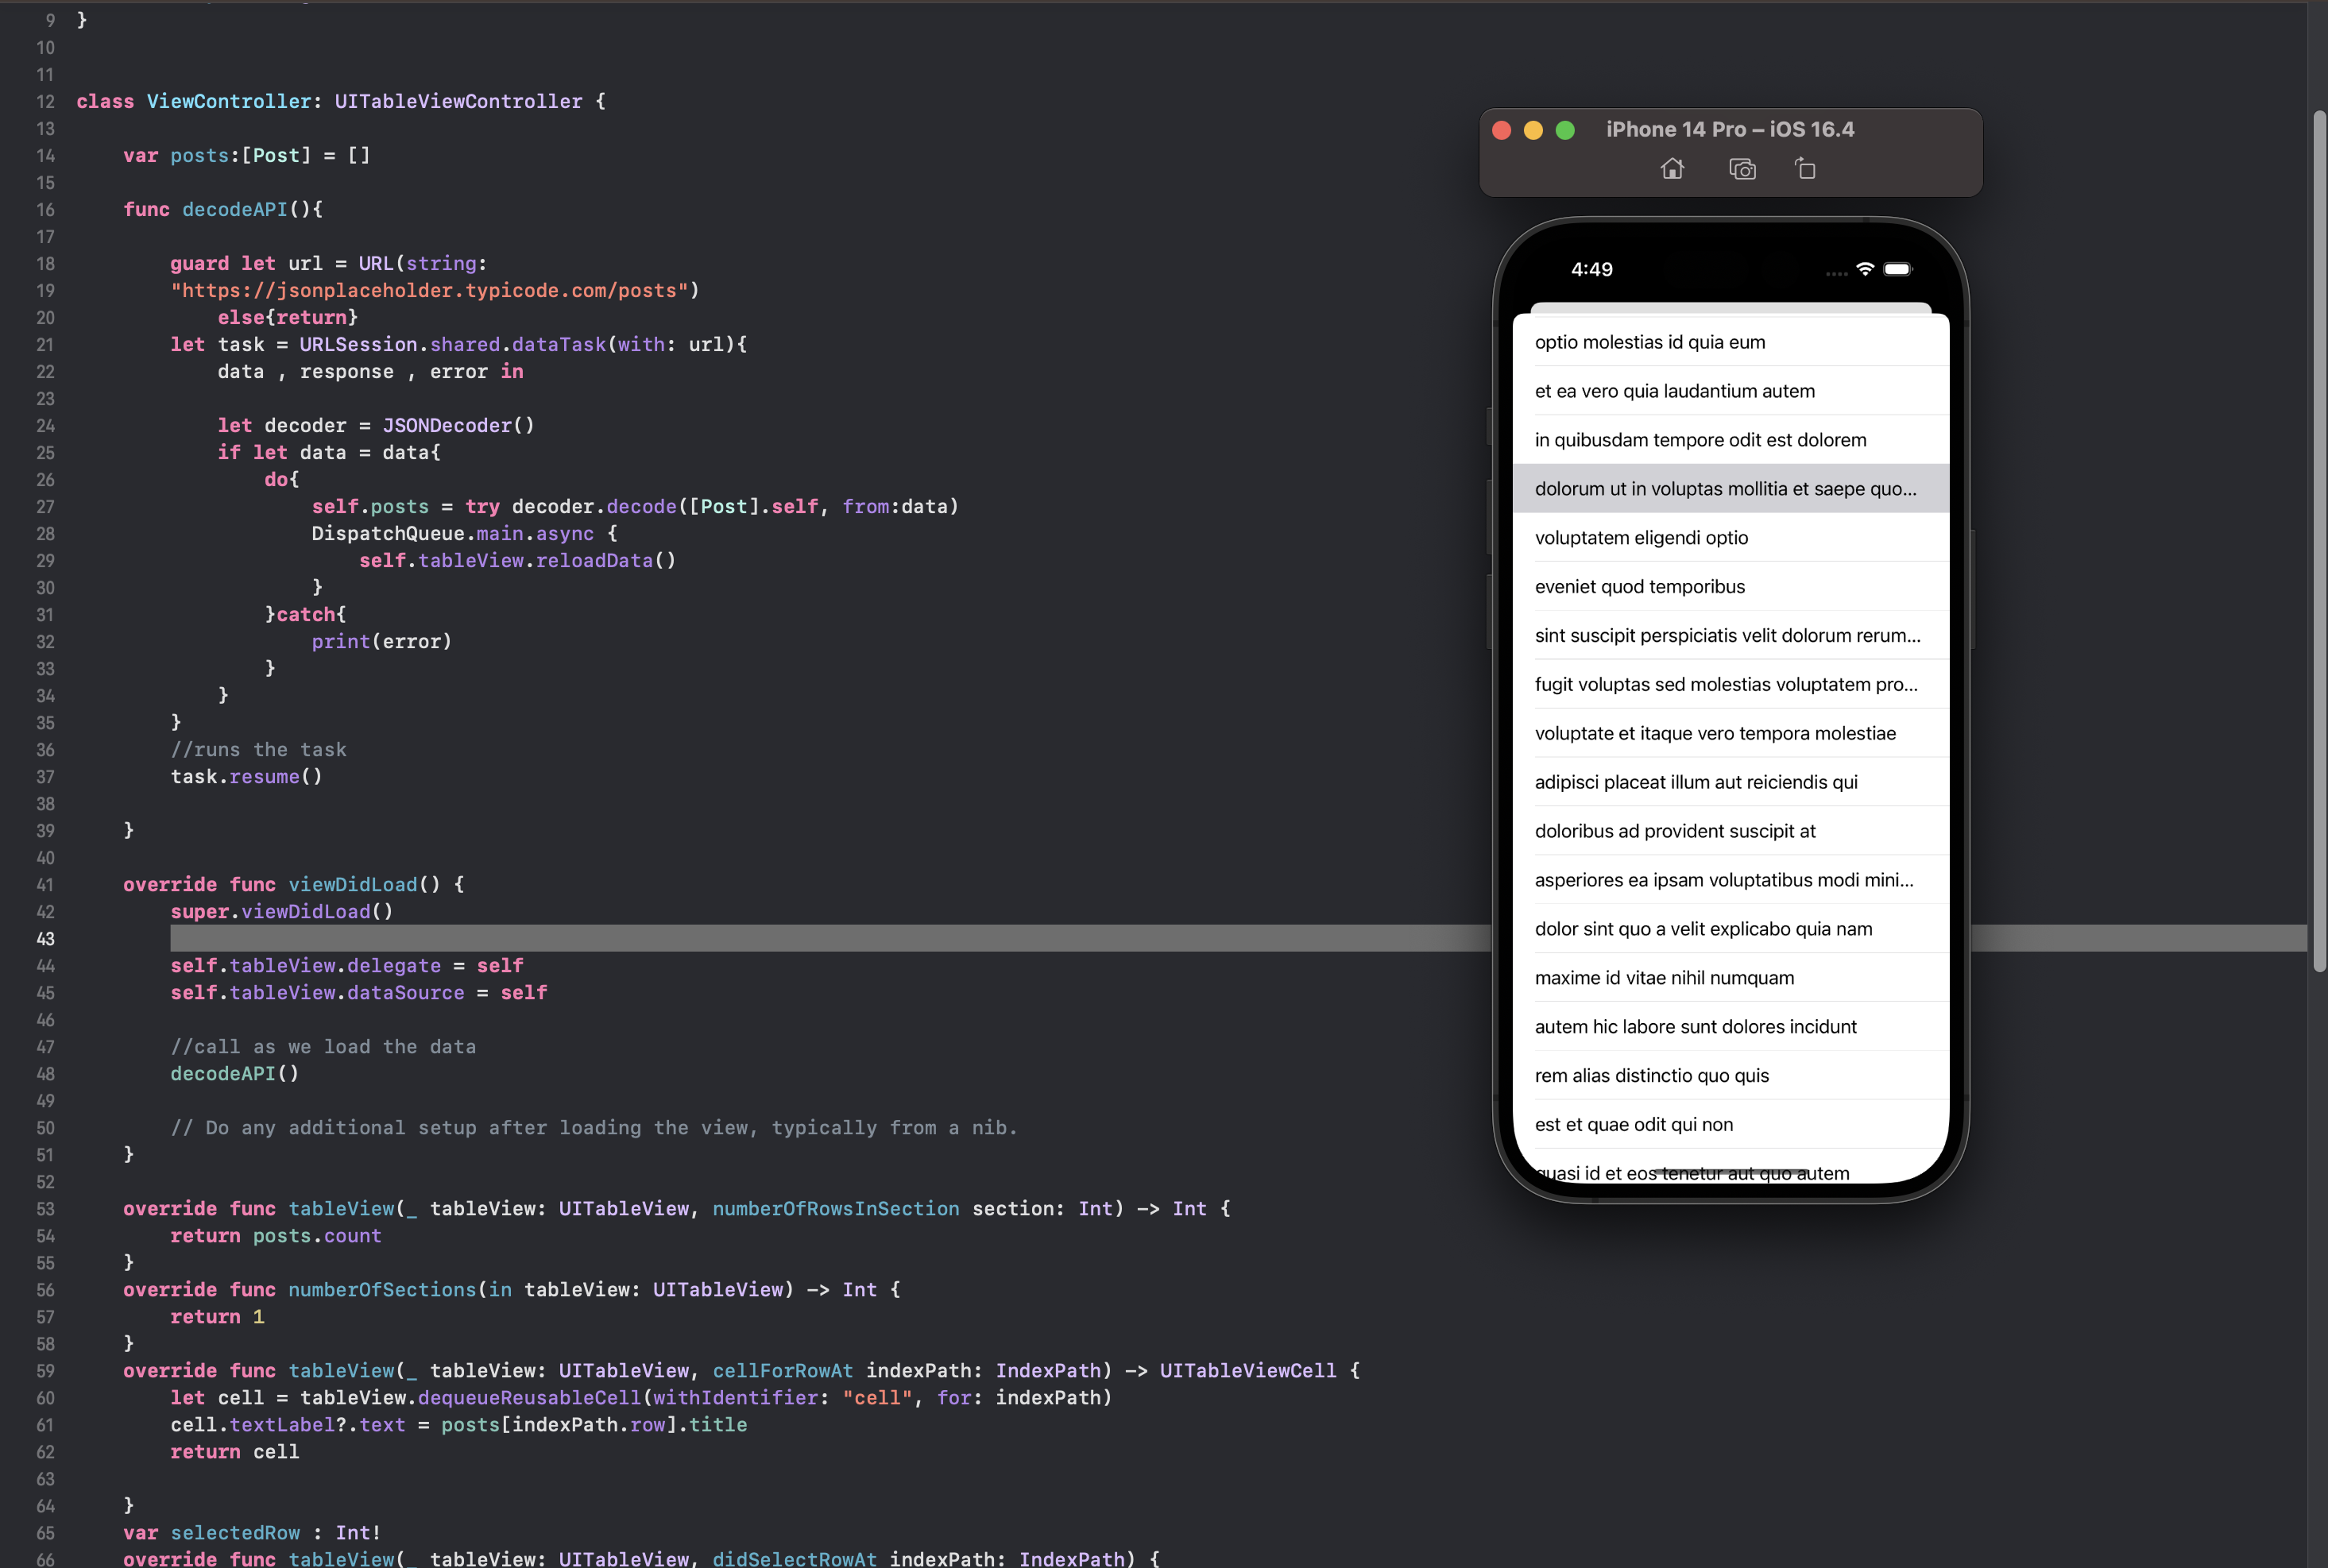 9 }
10
11
12 class ViewController: UITableViewController {
13
14 var posts:[Post] = []
15
16 func decodeAPI(){
17
18 guard let url = URL(string:
19 "https://jsonplaceholder.typicode.com/posts")
20 else{return}
21 let task = URLSession.shared.dataTask(with: url){
22 data , response , error in
23
24 let decoder = JSONDecoder()
25 if let data = data{
26 do{
27 self.posts = try decoder.decode([Post].self, from:data)
28 DispatchQueue.main.async {
29 self.tableView.reloadData()
30 }
31 }catch{
32 print(error)
33 }
34 }
35 }
36 //runs the task
37 task.resume()
38
39 }
40
41 override func viewDidLoad() {
42 super.viewDidLoad()
43
44 self.tableView.delegate = self
45 self.tableView.dataSource = self
46
47 //call as we load the data
48 decodeAPI()
49
50 // Do any additional setup after loading the view, typically from a nib.
51 }
52
53 override func tableView(_ tableView: UITableView, numberOfRowsInSection section: Int) -> Int {
54 return posts.count
55 }
56 override func numberOfSections(in tableView: UITableView) -> Int {
57 return 1
58 }
59 override func tableView(_ tableView: UITableView, cellForRowAt indexPath: IndexPath) -> UITableViewCell {
60 let cell = tableView.dequeueReusableCell(withIdentifier: "cell", for: indexPath)
61 cell.textLabel?.text = posts[indexPath.row].title
62 return cell
63
64 }
65 var selectedRow : Int!
66 override func tableView(_ tableView: UITableView, didSelectRowAt indexPath: IndexPath) {
iPhone 14 Pro – iOS 16.4
4:49
optio molestias id quia eum
et ea vero quia laudantium autem
in quibusdam tempore odit est dolorem
dolorum ut in voluptas mollitia et saepe quo...
voluptatem eligendi optio
eveniet quod temporibus
sint suscipit perspiciatis velit dolorum rerum...
fugit voluptas sed molestias voluptatem pro...
voluptate et itaque vero tempora molestiae
adipisci placeat illum aut reiciendis qui
doloribus ad provident suscipit at
asperiores ea ipsam voluptatibus modi mini...
dolor sint quo a velit explicabo quia nam
maxime id vitae nihil numquam
autem hic labore sunt dolores incidunt
rem alias distinctio quo quis
est et quae odit qui non
quasi id et eos tenetur aut quo autem